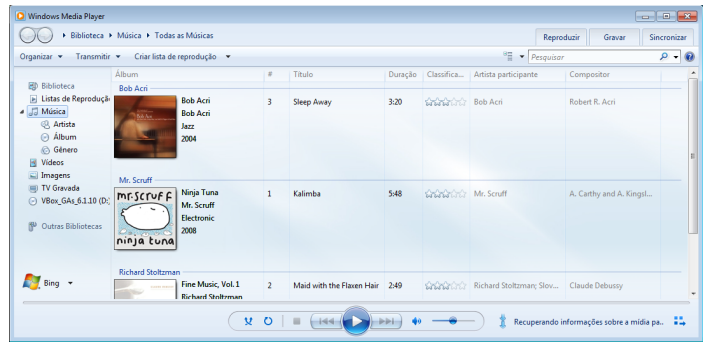 Windows Media Player
Biblioteca Música Todas as Músicas
Reproduzir Gravar Sincronizar
Organizar Transmitir Criar lista de reprodução
Pesquisar
Álbum # Título Duração Classifica... Artista participante Compositor
Biblioteca
Listas de Reproduçã
Música
Artista
Álbum
Gênero
Vídeos
Imagens
TV Gravada
VBox_GAs_6.1.10 (D:)
Outras Bibliotecas
Bing
Bob Acri
Bob Acri 3 Sleep Away 3:20 Bob Acri Robert R. Acri
Bob Acri
Jazz
2004
Mr. Scruff
mr.scruff
ninja tuna
Ninja Tuna 1 Kalimba 5:48 Mr. Scruff A. Carthy and A. Kingsl...
Mr. Scruff
Electronic
2008
Richard Stoltzman
Fine Music, Vol. 1 2 Maid with the Flaxen Hair 2:49 Richard Stoltzman; Slov... Claude Debussy
Richard Stoltzman
Recuperando informações sobre a mídia pa..